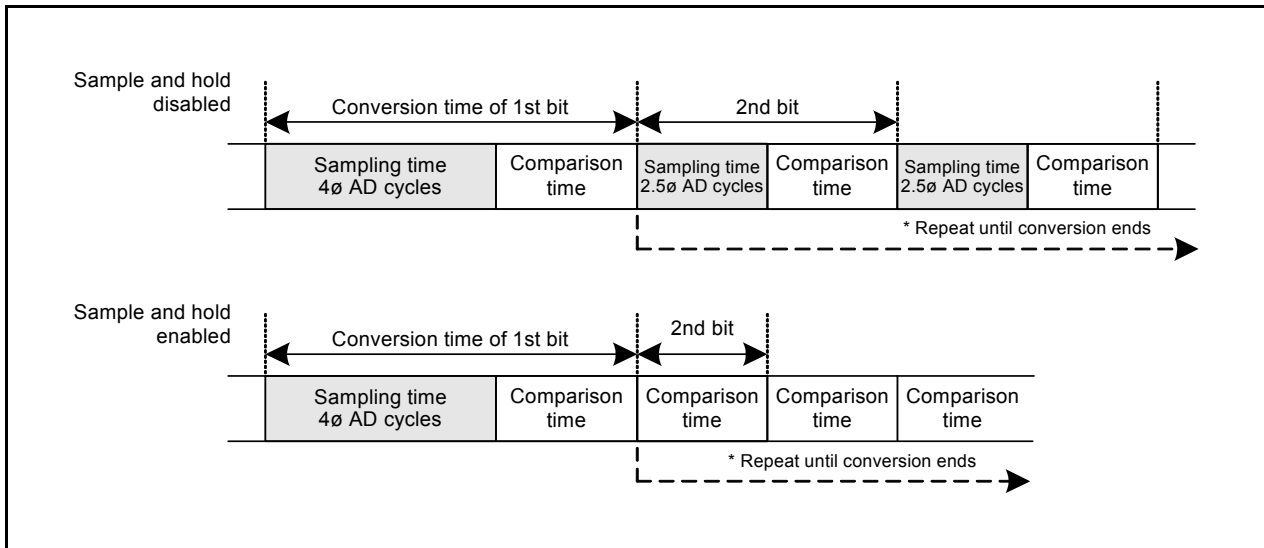 Sample and hold
disabled
Conversion time of 1st bit
2nd bit
Sampling time
4ø AD cycles
Comparison
time
Sampling time
2.5ø AD cycles
Comparison
time
Sampling time
2.5ø AD cycles
Comparison
time
* Repeat until conversion ends
Sample and hold
enabled
Conversion time of 1st bit
2nd bit
Sampling time
4ø AD cycles
Comparison
time
Comparison
time
Comparison
time
Comparison
time
* Repeat until conversion ends